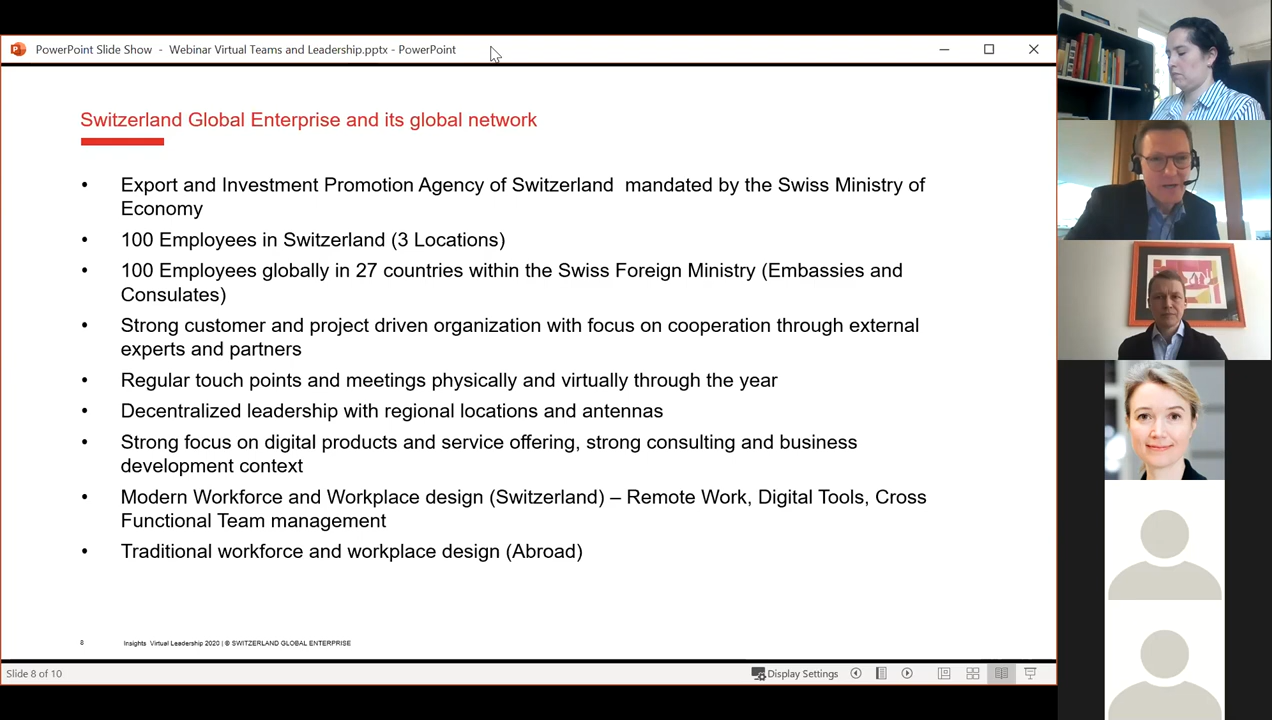 PowerPoint Slide Show - Webinar Virtual Teams and Leadership.pptx - PowerPoint
Switzerland Global Enterprise and its global network
• Export and Investment Promotion Agency of Switzerland mandated by the Swiss Ministry of
Economy
• 100 Employees in Switzerland (3 Locations)
• 100 Employees globally in 27 countries within the Swiss Foreign Ministry (Embassies and
Consulates)
• Strong customer and project driven organization with focus on cooperation through external
experts and partners
• Regular touch points and meetings physically and virtually through the year
• Decentralized leadership with regional locations and antennas
• Strong focus on digital products and service offering, strong consulting and business
development context
• Modern Workforce and Workplace design (Switzerland) – Remote Work, Digital Tools, Cross
Functional Team management
• Traditional workforce and workplace design (Abroad)
8 Insights Virtual Leadership 2020 | © SWITZERLAND GLOBAL ENTERPRISE
Slide 8 of 10 Display Settings